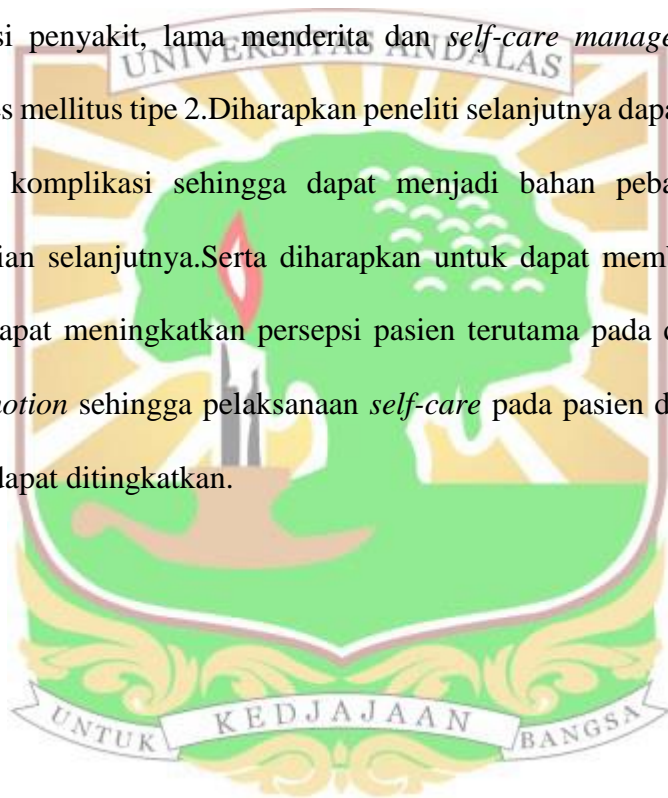 si penyakit, lama menderita dan self-care manage
UNIVERSITAS ANDALAS
es mellitus tipe 2.Diharapkan peneliti selanjutnya dapa
komplikasi sehingga dapat menjadi bahan peba
ian selanjutnya.Serta diharapkan untuk dapat memb
apat meningkatkan persepsi pasien terutama pada
otion sehingga pelaksanaan self-care pada pasien d
dapat ditingkatkan.
UNTUK KEDJAJAAN BANGSA